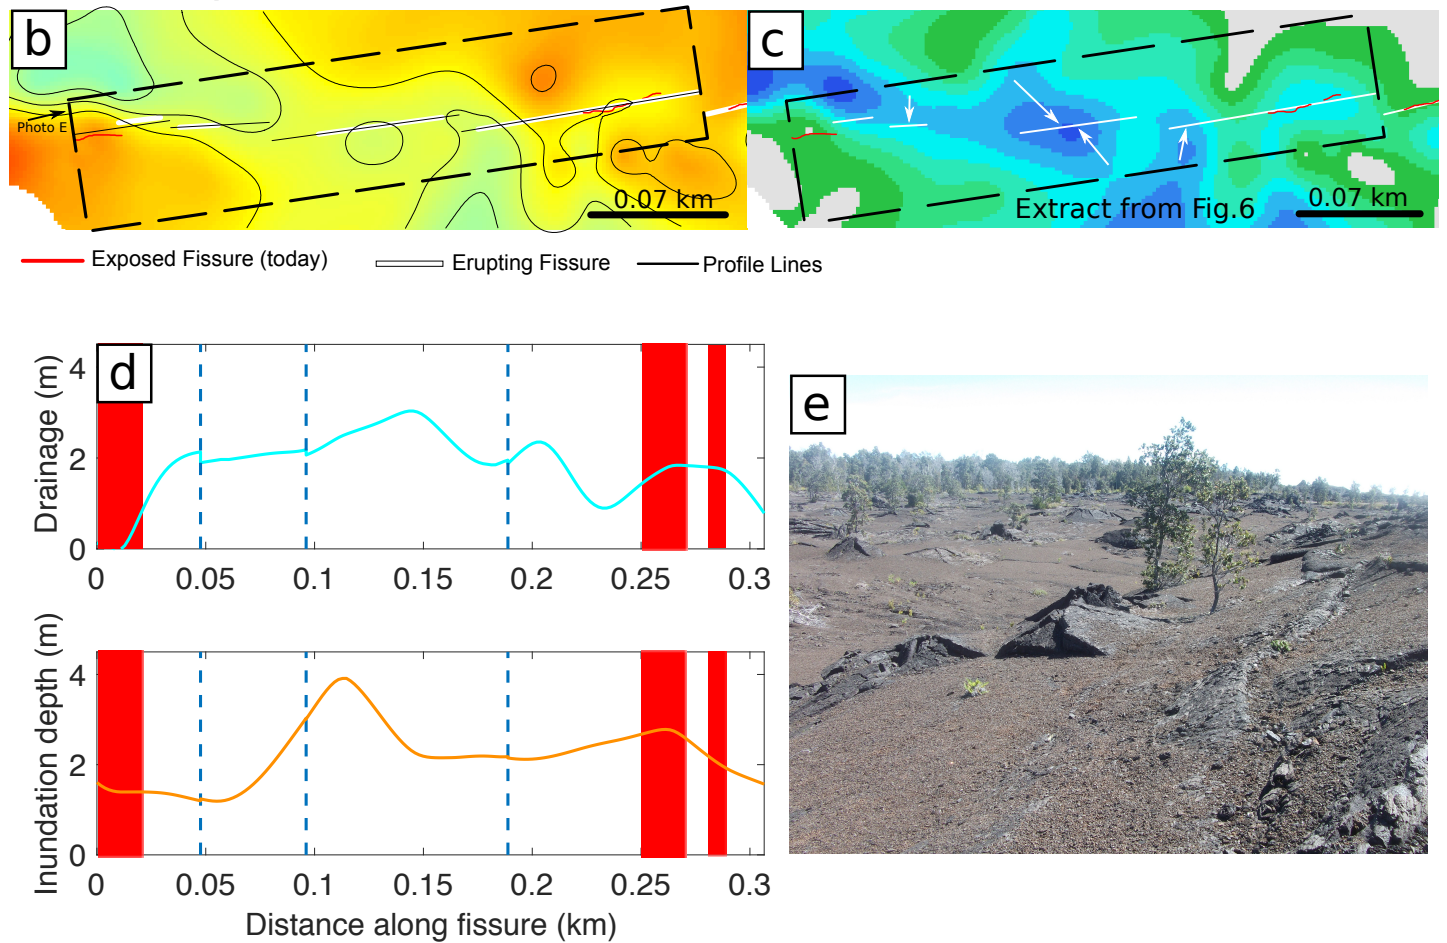 b
Photo E
0.07 km
c
Extract from Fig.6
0.07 km
Exposed Fissure (today)
Erupting Fissure
Profile Lines
d
Drainage (m)
4
2
0
0 0.05 0.1 0.15 0.2 0.25 0.3
Inundation depth (m)
4
2
0
0 0.05 0.1 0.15 0.2 0.25 0.3
Distance along fissure (km)
e